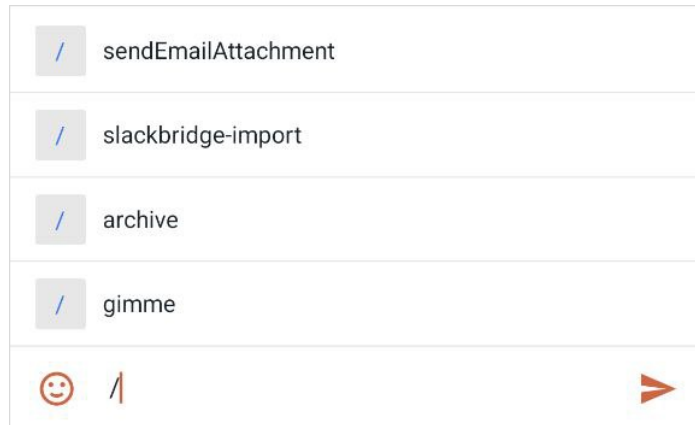 / sendEmailAttachment
/ slackbridge-import
/ archive
/ gimme
/